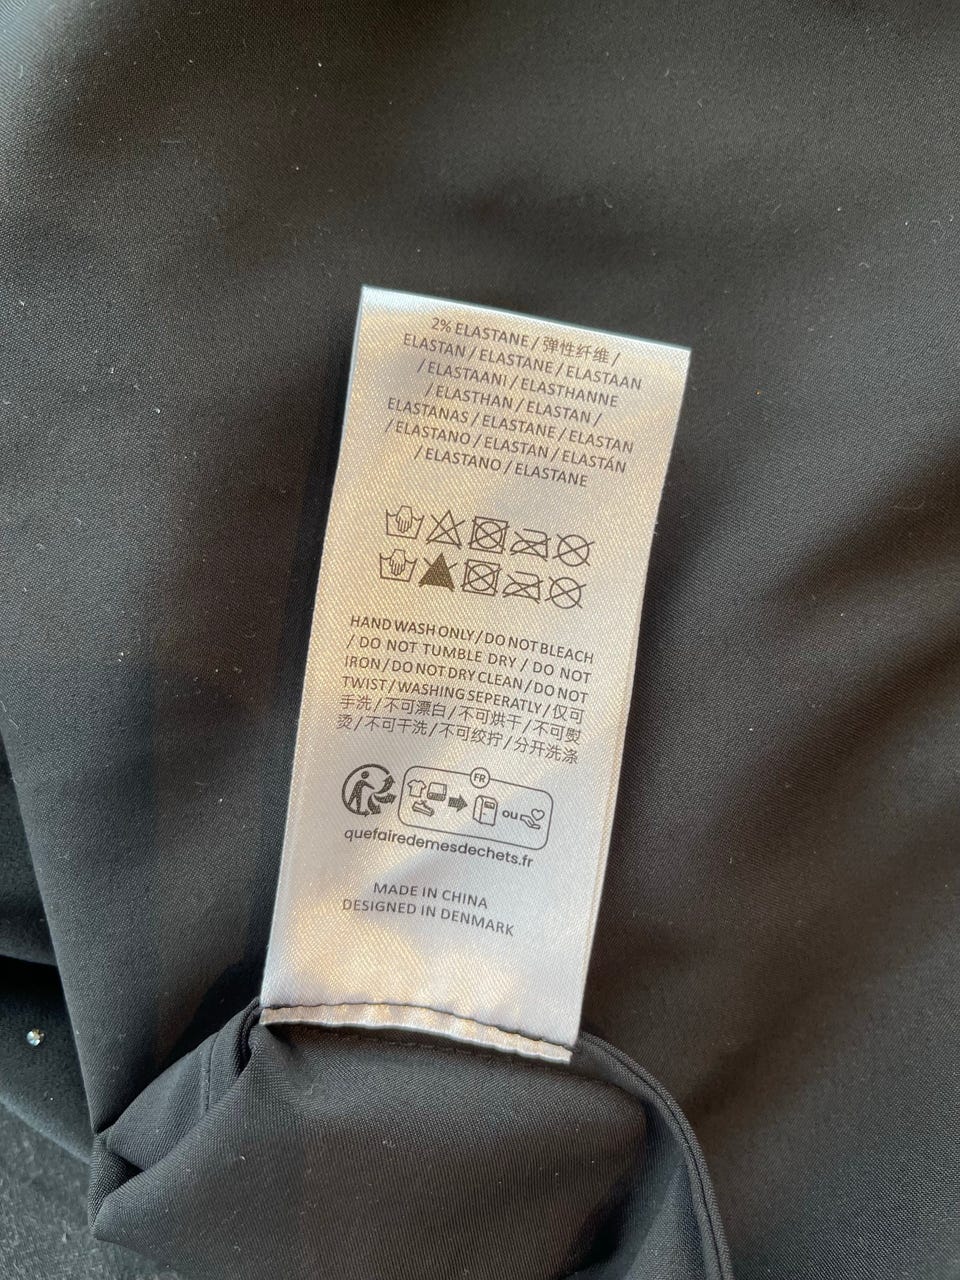 2% ELASTANE / 弹性纤维 /
ELASTAN / ELASTANE / ELASTAAN
/ ELASTAANI / ELASTHANNE
/ ELASTHAN / ELASTAN /
ELASTANAS / ELASTANE / ELASTAN
/ ELASTANO / ELASTAN / ELASTÁN
/ ELASTANO / ELASTANE
HAND WASH ONLY / DO NOT BLEACH
/ DO NOT TUMBLE DRY / DO NOT
IRON / DO NOT DRY CLEAN / DO NOT
TWIST / WASHING SEPERATLY / 仅可
手洗 / 不可漂白 / 不可烘干 / 不可熨
烫 / 不可干洗 / 不可绞拧 / 分开洗涤
FR
ou
quefairedemesdechets.fr
MADE IN CHINA
DESIGNED IN DENMARK